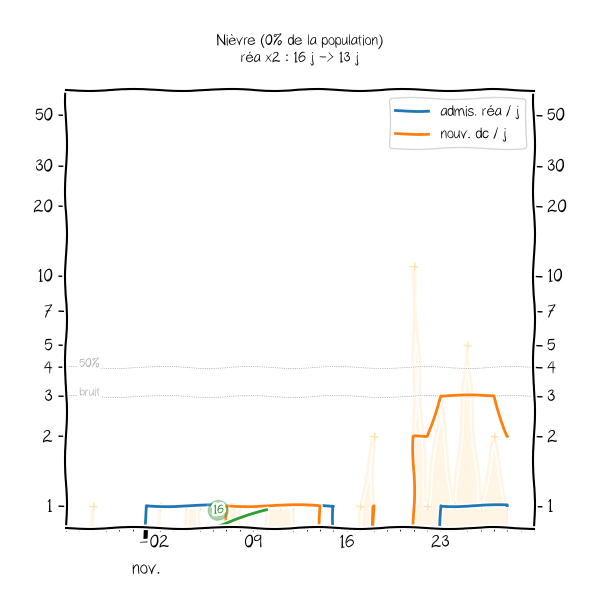 Nièvre (0% de la population)
réa x2 : 16 j -> 13 j
admis. réa / j
nouv. dc / j
50 50
30 30
20 20
10 10
7 7
5 5
50%
4 4
bruit
3 3
2 2
16
1 1
02 09 16 23
nov.